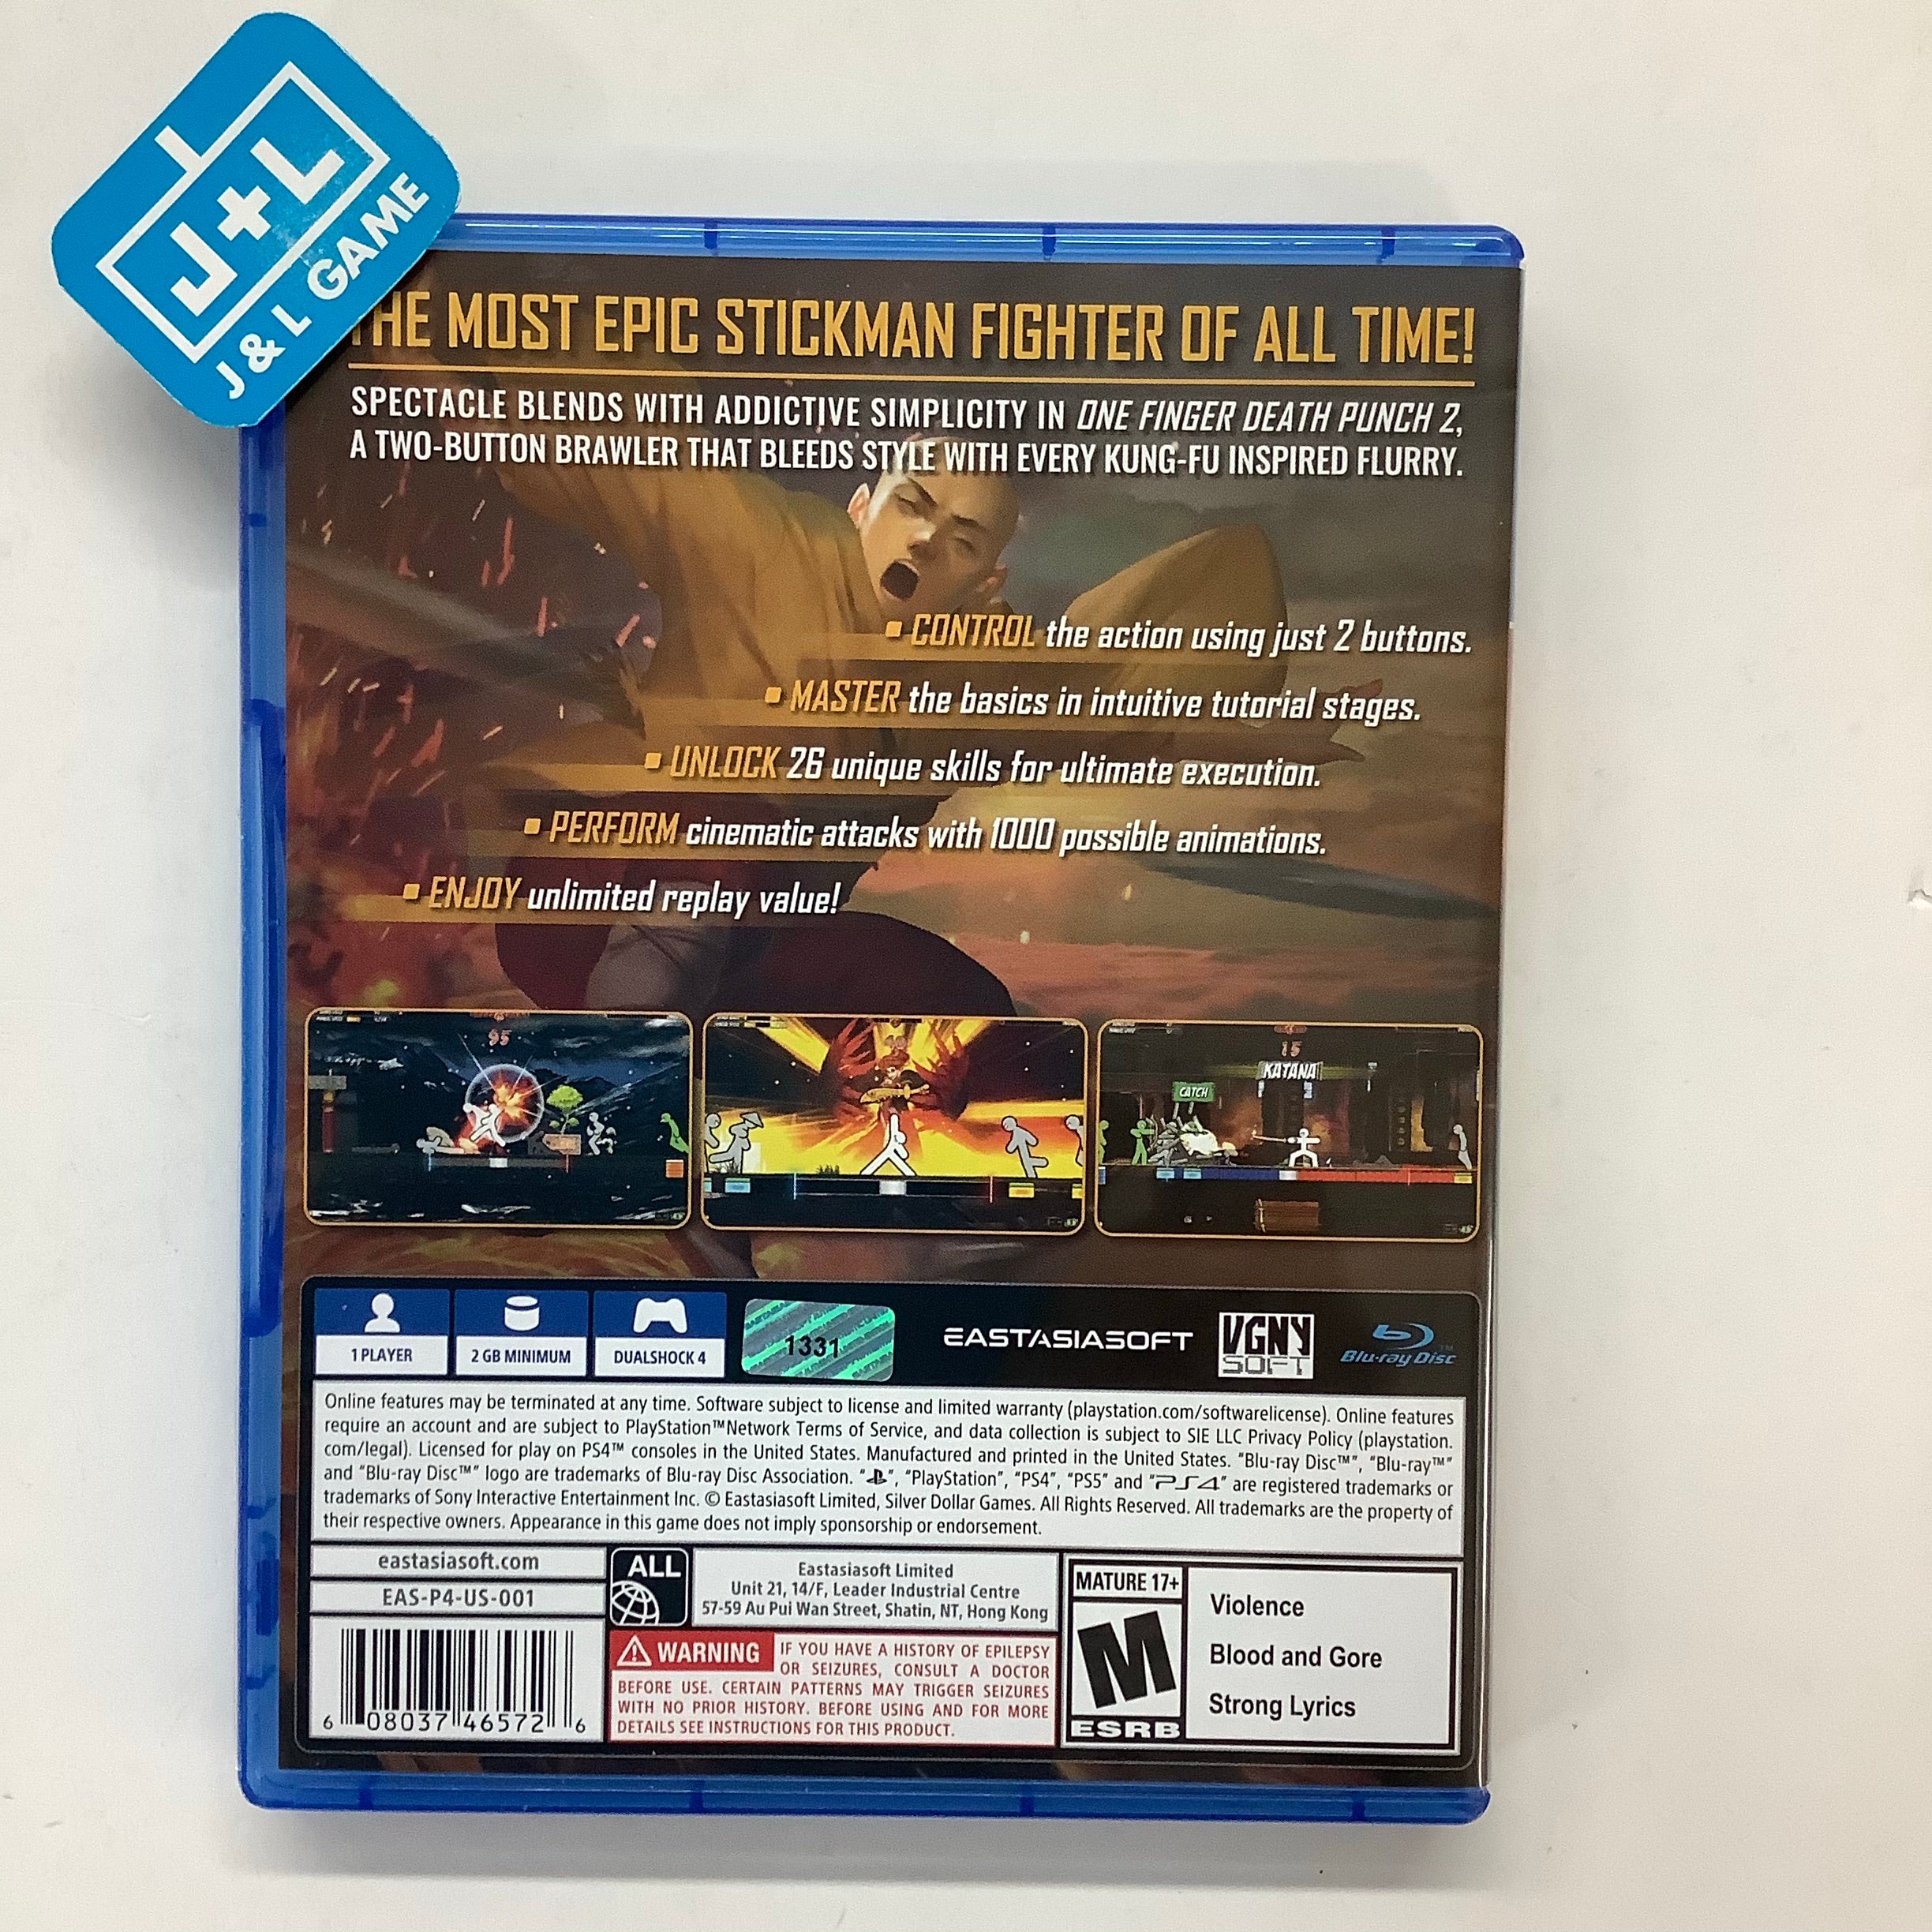 J+L
J & L GAME
THE MOST EPIC STICKMAN FIGHTER OF ALL TIME!
SPECTACLE BLENDS WITH ADDICTIVE SIMPLICITY IN ONE FINGER DEATH PUNCH 2,
A TWO-BUTTON BRAWLER THAT BLEEDS STYLE WITH EVERY KUNG-FU INSPIRED FLURRY.
▪ CONTROL the action using just 2 buttons.
▪ MASTER the basics in intuitive tutorial stages.
▪ UNLOCK 26 unique skills for ultimate execution.
▪ PERFORM cinematic attacks with 1000 possible animations.
▪ ENJOY unlimited replay value!
95
15
KATANA
CATCH
1 PLAYER
2 GB MINIMUM
DUALSHOCK 4
1331
EASTASIASOFT
VGNY
SOFT
Blu-ray Disc™
Online features may be terminated at any time. Software subject to license and limited warranty (playstation.com/softwarelicense). Online features
require an account and are subject to PlayStation™Network Terms of Service, and data collection is subject to SIE LLC Privacy Policy (playstation.
com/legal). Licensed for play on PS4™ consoles in the United States. Manufactured and printed in the United States. “Blu-ray Disc™”, “Blu-ray™”
and “Blu-ray Disc™” logo are trademarks of Blu-ray Disc Association. “ ”, “PlayStation”, “PS4”, “PS5” and “PS4” are registered trademarks or
trademarks of Sony Interactive Entertainment Inc. © Eastasiasoft Limited, Silver Dollar Games. All Rights Reserved. All trademarks are the property of
their respective owners. Appearance in this game does not imply sponsorship or endorsement.
eastasiasoft.com
EAS-P4-US-001
6 08037 46572 6
ALL
Eastasiasoft Limited
Unit 21, 14/F, Leader Industrial Centre
57-59 Au Pui Wan Street, Shatin, NT, Hong Kong
WARNING IF YOU HAVE A HISTORY OF EPILEPSY
OR SEIZURES, CONSULT A DOCTOR
BEFORE USE. CERTAIN PATTERNS MAY TRIGGER SEIZURES
WITH NO PRIOR HISTORY. BEFORE USING AND FOR MORE
DETAILS SEE INSTRUCTIONS FOR THIS PRODUCT.
MATURE 17+
M
ESRB
Violence
Blood and Gore
Strong Lyrics